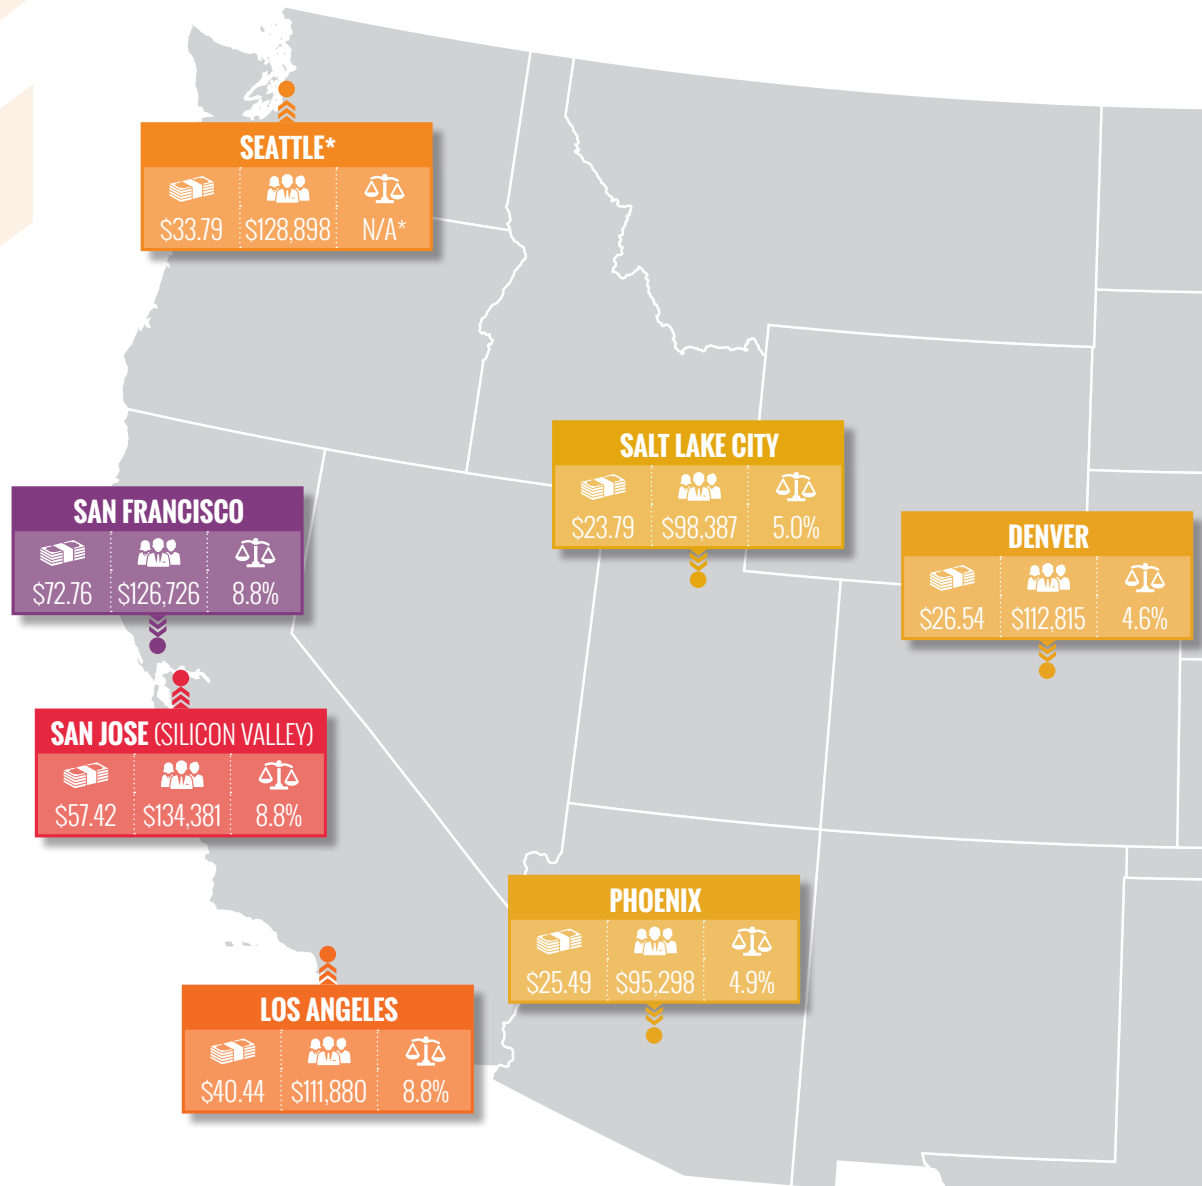 SEATTLE*
$33.79 $128,898 N/A*
SALT LAKE CITY
$23.79 $98,387 5.0%
SAN FRANCISCO
$72.76 $126,726 8.8%
DENVER
$26.54 $112,815 4.6%
SAN JOSE (SILICON VALLEY)
$57.42 $134,381 8.8%
PHOENIX
$25.49 $95,298 4.9%
LOS ANGELES
$40.44 $111,880 8.8%